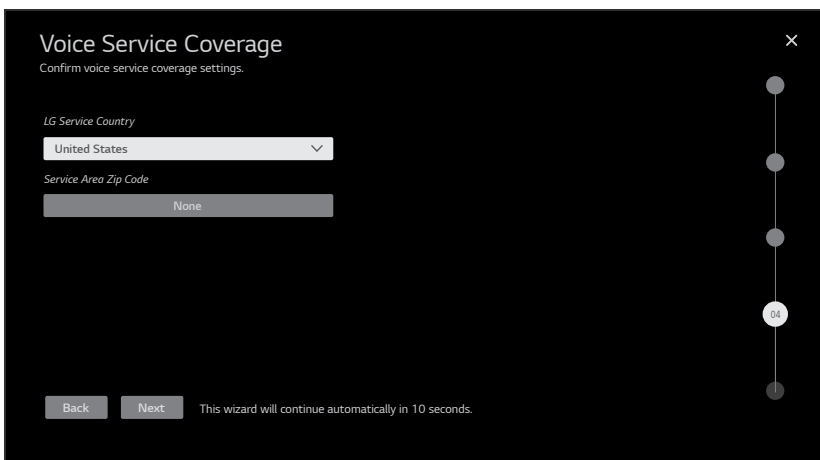 Voice Service Coverage
Confirm voice service coverage settings.
LG Service Country
United States
Service Area Zip Code
None
04
Back
Next
This wizard will continue automatically in 10 seconds.